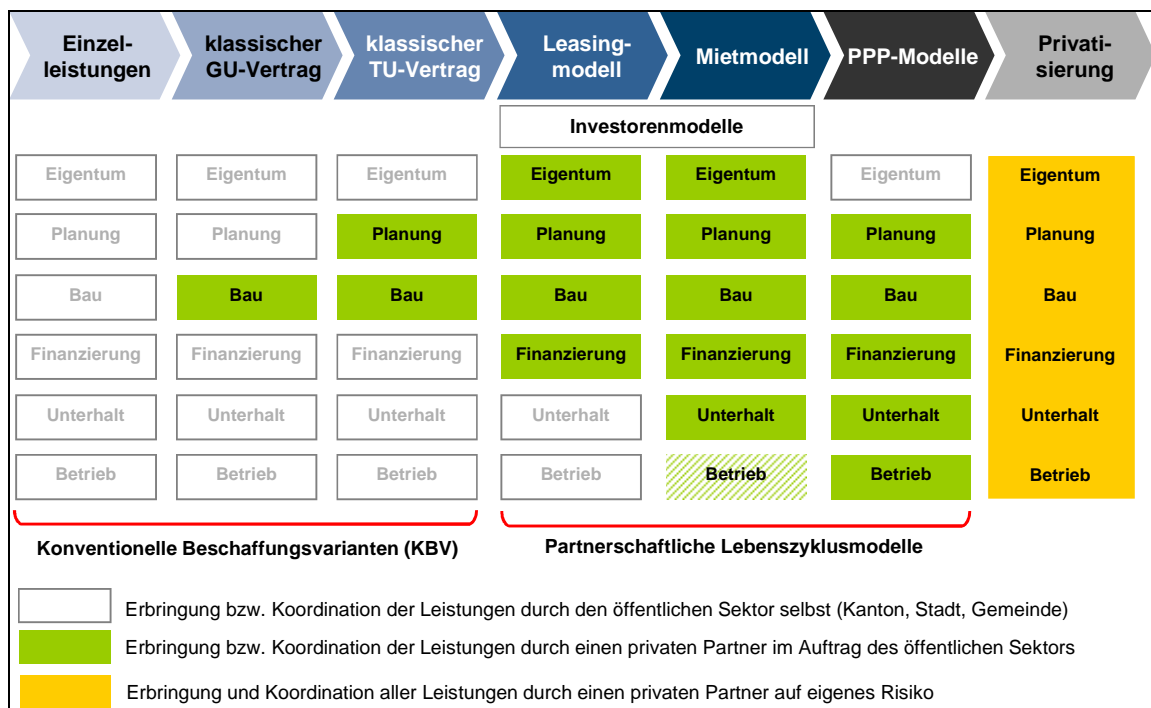 Einzel-
leistungen
klassischer
GU-Vertrag
klassischer
TU-Vertrag
Leasing-
modell
Mietmodell
PPP-Modelle
Privati-
sierung
Investorenmodelle
Eigentum Eigentum Eigentum Eigentum Eigentum Eigentum Eigentum
Planung Planung Planung Planung Planung Planung Planung
Bau Bau Bau Bau Bau Bau Bau
Finanzierung Finanzierung Finanzierung Finanzierung Finanzierung Finanzierung Finanzierung
Unterhalt Unterhalt Unterhalt Unterhalt Unterhalt Unterhalt Unterhalt
Betrieb Betrieb Betrieb Betrieb Betrieb Betrieb Betrieb
Konventionelle Beschaffungsvarianten (KBV)
Partnerschaftliche Lebenszyklusmodelle
Erbringung bzw. Koordination der Leistungen durch den öffentlichen Sektor selbst (Kanton, Stadt, Gemeinde)
Erbringung bzw. Koordination der Leistungen durch einen privaten Partner im Auftrag des öffentlichen Sektors
Erbringung und Koordination aller Leistungen durch einen privaten Partner auf eigenes Risiko